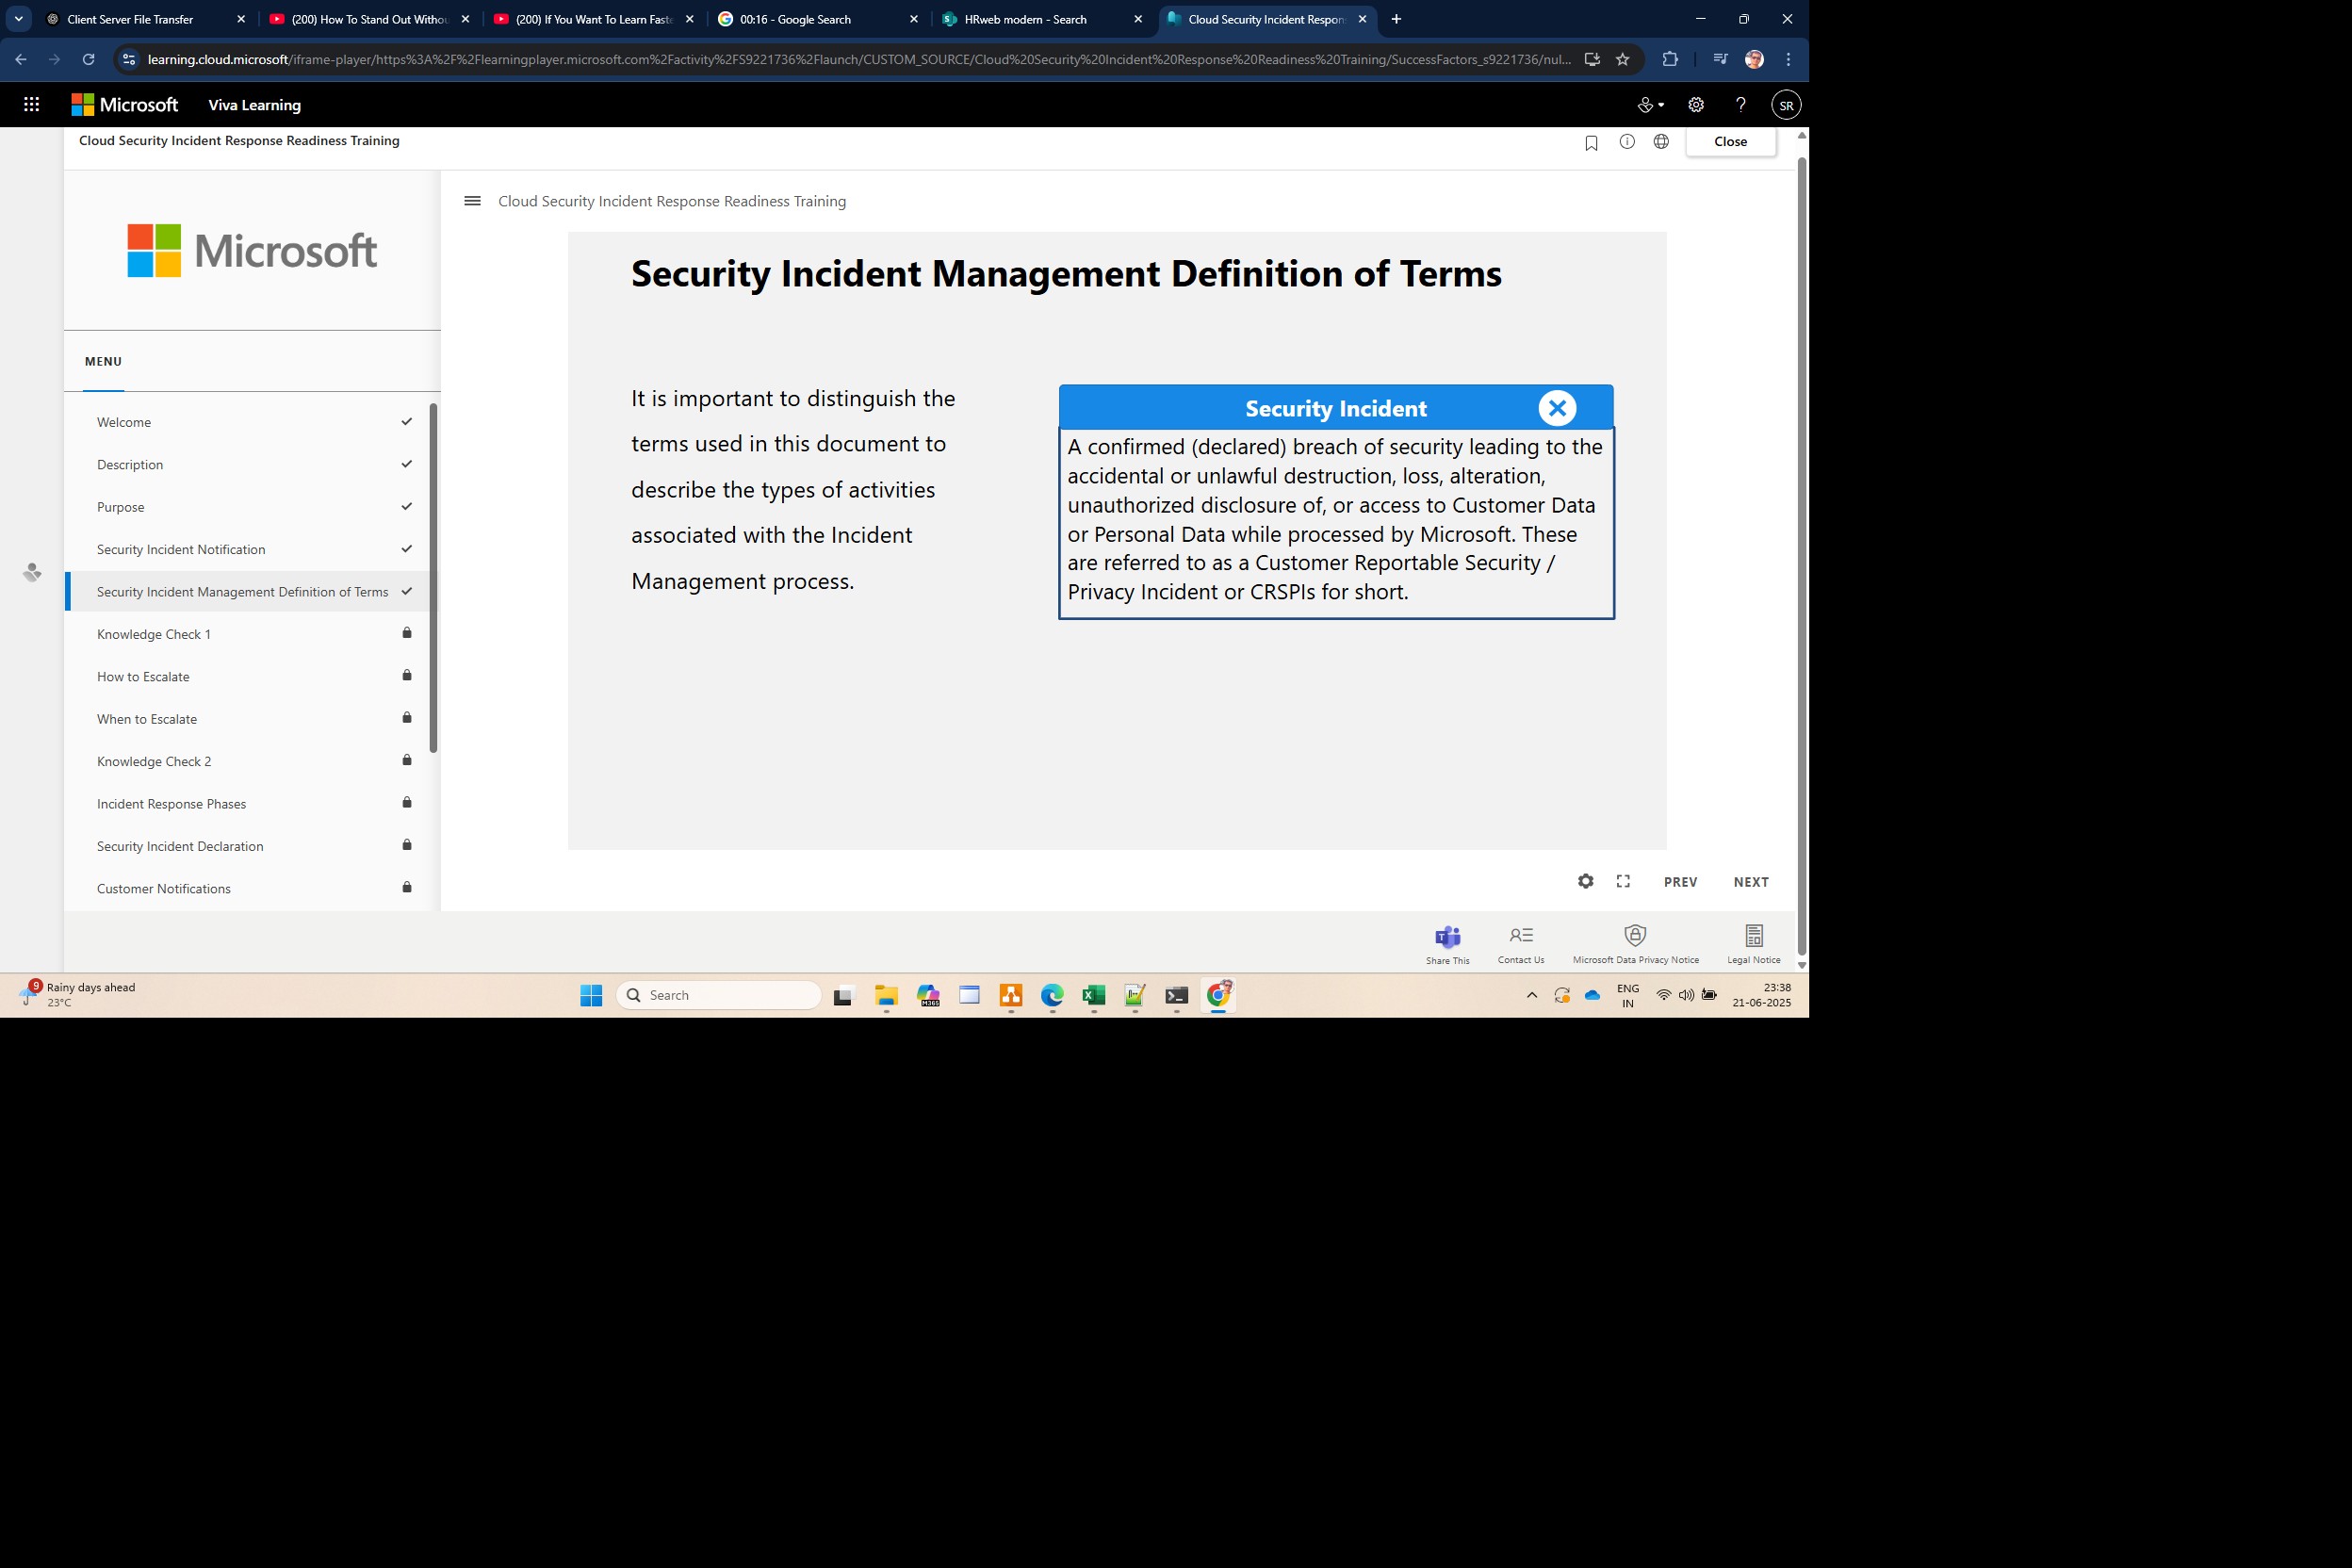 Client Server File Transfer
(200) How To Stand Out Withou
(200) If You Want To Learn Faste
00:16 - Google Search
HRweb modern - Search
Cloud Security Incident Respon
learning.cloud.microsoft/iframe-player/https%3A%2F%2Flearningplayer.microsoft.com%2Factivity%2FS9221736%2Flaunch/CUSTOM_SOURCE/Cloud%20Security%20Incident%20Response%20Readiness%20Training/SuccessFactors_s9221736/nul...
Microsoft
Viva Learning
SR
Cloud Security Incident Response Readiness Training
Close
Microsoft
MENU
Welcome
Description
Purpose
Security Incident Notification
Security Incident Management Definition of Terms
Knowledge Check 1
How to Escalate
When to Escalate
Knowledge Check 2
Incident Response Phases
Security Incident Declaration
Customer Notifications
Cloud Security Incident Response Readiness Training
Security Incident Management Definition of Terms
It is important to distinguish the
terms used in this document to
describe the types of activities
associated with the Incident
Management process.
Security Incident
A confirmed (declared) breach of security leading to the
accidental or unlawful destruction, loss, alteration,
unauthorized disclosure of, or access to Customer Data
or Personal Data while processed by Microsoft. These
are referred to as a Customer Reportable Security /
Privacy Incident or CRSPIs for short.
PREV
NEXT
Share This
Contact Us
Microsoft Data Privacy Notice
Legal Notice
9
Rainy days ahead
23°C
Search
M365
ENG
IN
23:38
21-06-2025